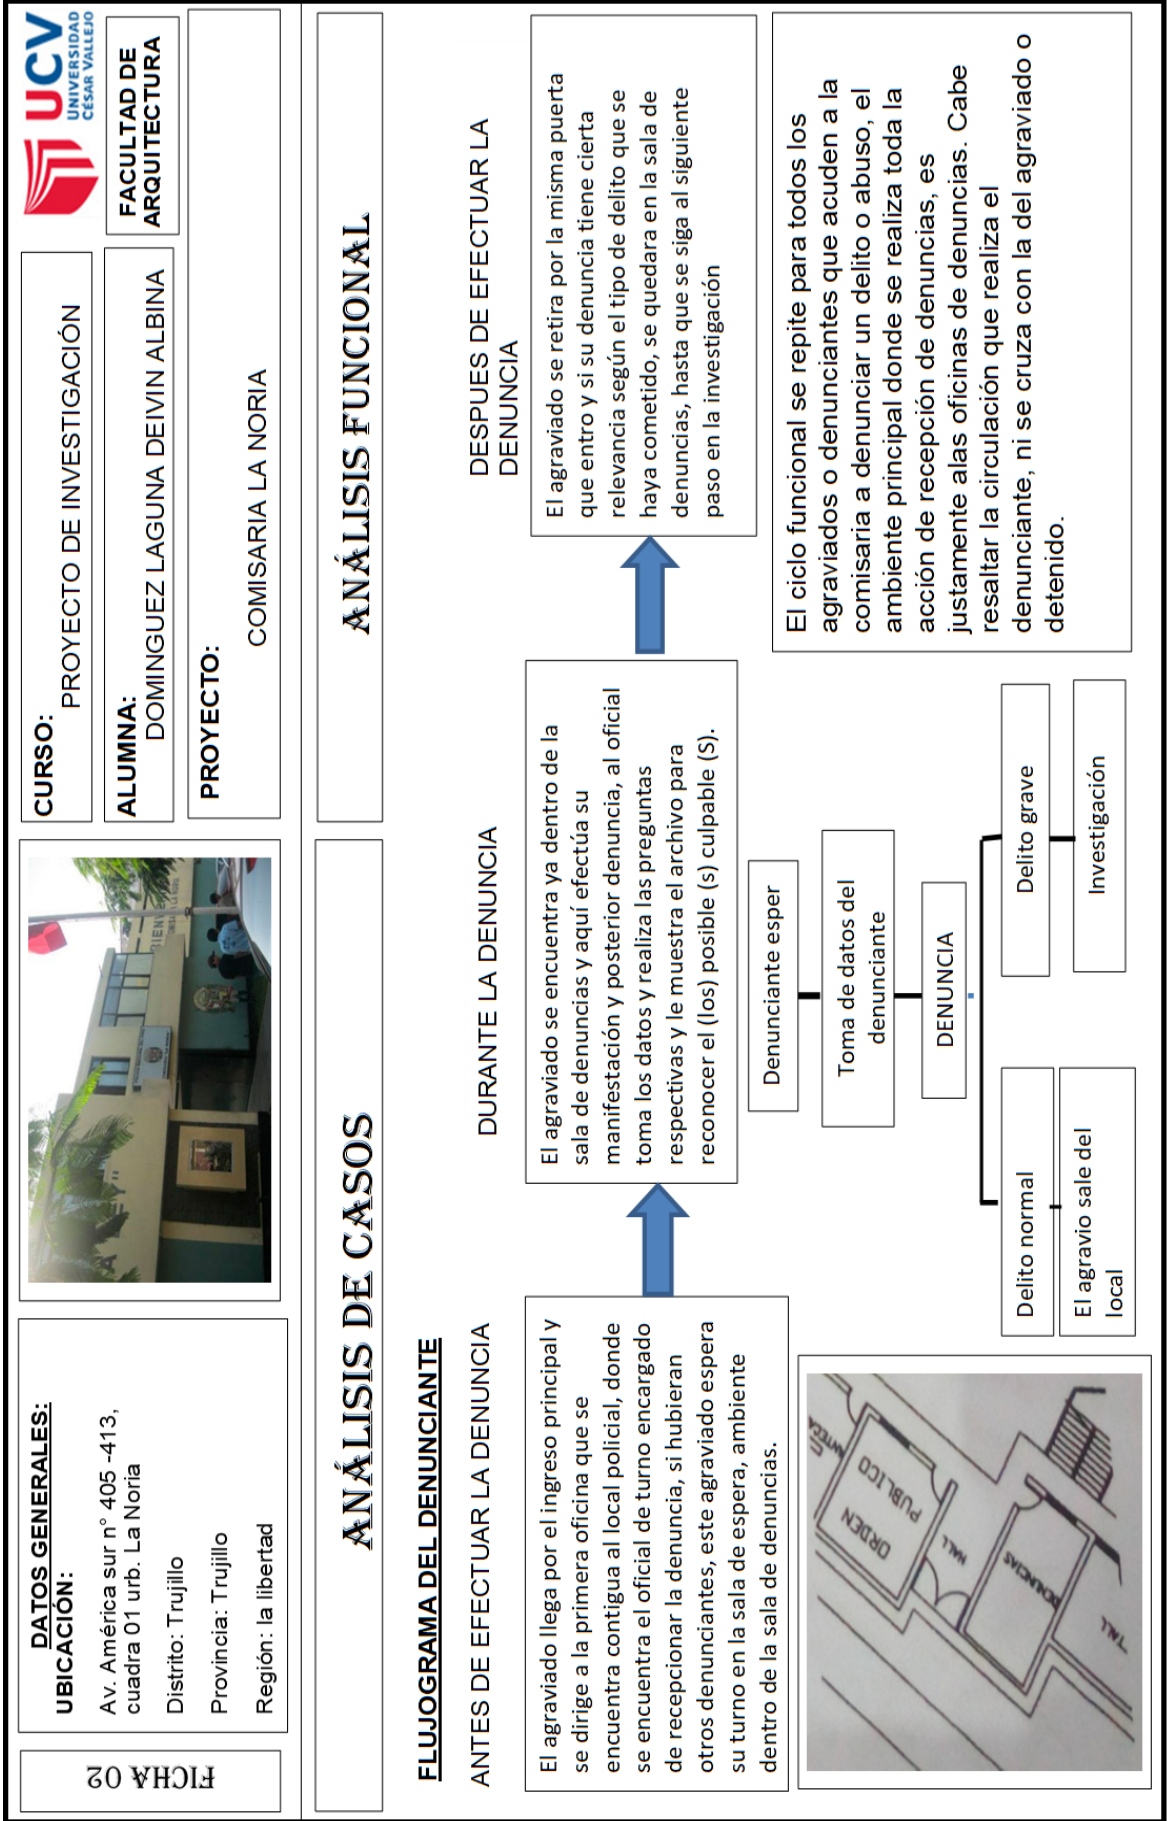 FICHA 02
DATOS GENERALES:
UBICACIÓN:
Av. América sur n° 405 -413,
cuadra 01 urb. La Noria
Distrito: Trujillo
Provincia: Trujillo
Región: la libertad
CURSO:
PROYECTO DE INVESTIGACIÓN
ALUMNA:
DOMINGUEZ LAGUNA DEIVIN ALBINA
PROYECTO:
COMISARIA LA NORIA
UCV
UNIVERSIDAD
CÉSAR VALLEJO
FACULTAD DE
ARQUITECTURA
ANÁLISIS DE CASOS
ANÁLISIS FUNCIONAL
FLUJOGRAMA DEL DENUNCIANTE
ANTES DE EFECTUAR LA DENUNCIA
El agraviado llega por el ingreso principal y
se dirige a la primera oficina que se
encuentra contigua al local policial, donde
se encuentra el oficial de turno encargado
de recepcionar la denuncia, si hubieran
otros denunciantes, este agraviado espera
su turno en la sala de espera, ambiente
dentro de la sala de denuncias.
DURANTE LA DENUNCIA
El agraviado se encuentra ya dentro de la
sala de denuncias y aquí efectúa su
manifestación y posterior denuncia, al oficial
toma los datos y realiza las preguntas
respectivas y le muestra el archivo para
reconocer el (los) posible (s) culpable (S).
DESPUES DE EFECTUAR LA
DENUNCIA
El agraviado se retira por la misma puerta
que entro y si su denuncia tiene cierta
relevancia según el tipo de delito que se
haya cometido, se quedara en la sala de
denuncias, hasta que se siga al siguiente
paso en la investigación
ORDEN
PUBLICO
HALL
DENUNCIAS
Denunciante esper
Toma de datos del
denunciante
DENUNCIA
Delito normal
El agravio sale del
local
Delito grave
Investigación
El ciclo funcional se repite para todos los
agraviados o denunciantes que acuden a la
comisaria a denunciar un delito o abuso, el
ambiente principal donde se realiza toda la
acción de recepción de denuncias, es
justamente alas oficinas de denuncias. Cabe
resaltar la circulación que realiza el
denunciante, ni se cruza con la del agraviado o
detenido.